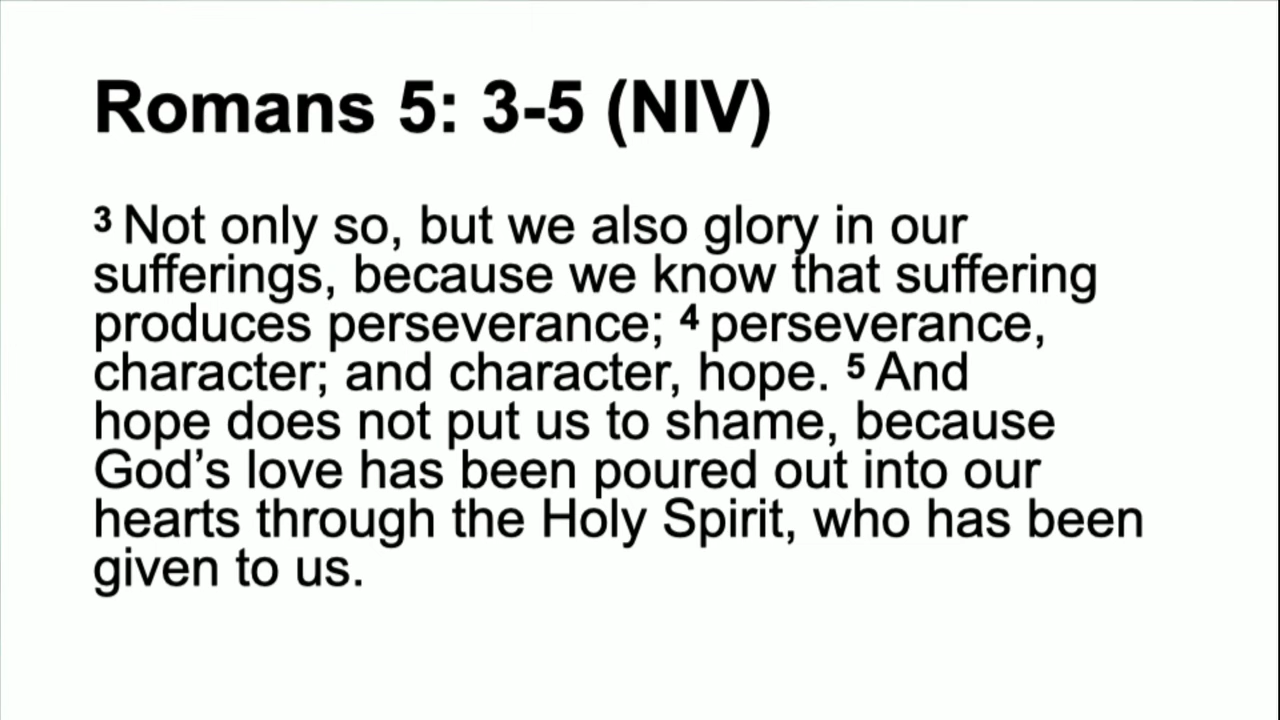 Romans 5: 3-5 (NIV)
3 Not only so, but we also glory in our
sufferings, because we know that suffering
produces perseverance; 4 perseverance,
character; and character, hope. 5 And
hope does not put us to shame, because
God’s love has been poured out into our
hearts through the Holy Spirit, who has been
given to us.